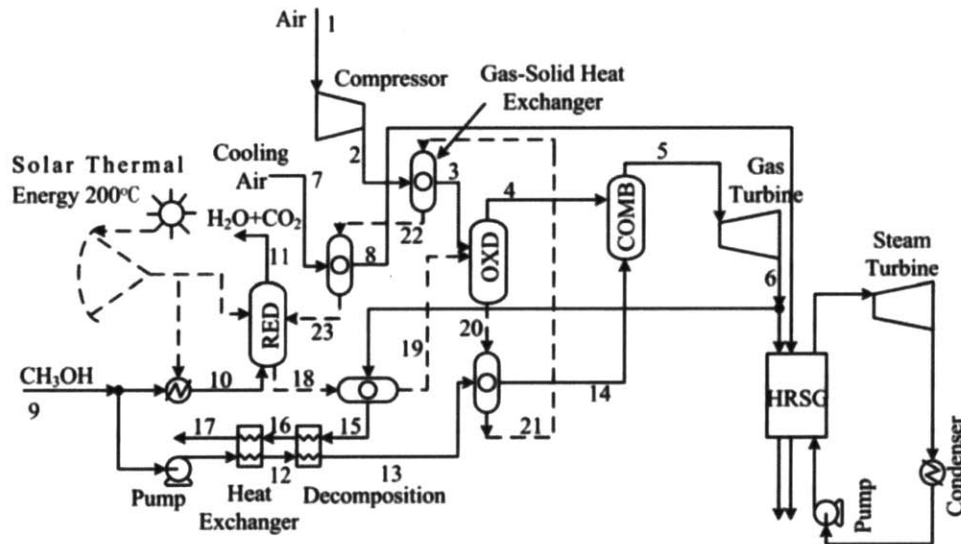 Air
1
Compressor
Gas-Solid Heat
Exchanger
Solar Thermal
Energy 200°C
Cooling
Air
7
2
3
4
5
Gas
Turbine
H₂O+CO₂
11
22
8
OXD
COMB
6
Steam
Turbine
RED
23
20
19
CH₃OH
9
10
18
14
HRSG
17
16
15
21
12
13
Pump
Heat
Exchanger
Decomposition
Pump
Condenser